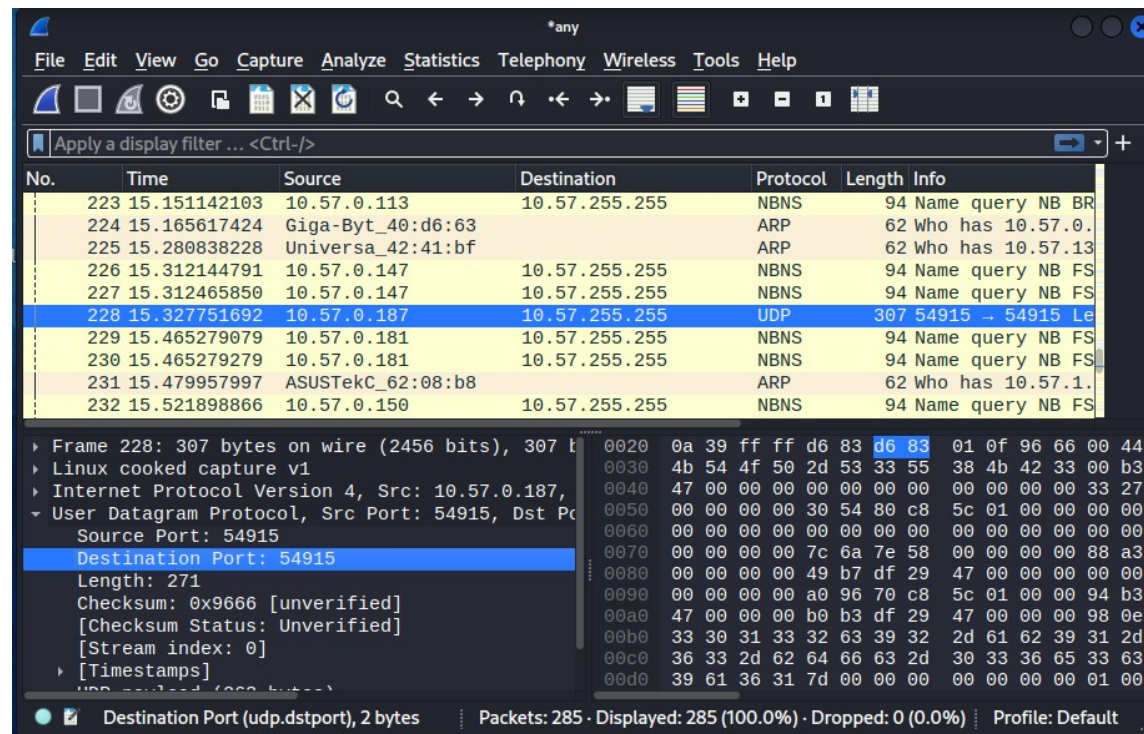 *any
File Edit View Go Capture Analyze Statistics Telephony Wireless Tools Help
Apply a display filter ... <Ctrl-/>
No. Time Source Destination Protocol Length Info
223 15.151142103 10.57.0.113 10.57.255.255 NBNS 94 Name query NB BR
224 15.165617424 Giga-Byt_40:d6:63 ARP 62 Who has 10.57.0.
225 15.280838228 Universa_42:41:bf ARP 62 Who has 10.57.13
226 15.312144791 10.57.0.147 10.57.255.255 NBNS 94 Name query NB FS
227 15.312465850 10.57.0.147 10.57.255.255 NBNS 94 Name query NB FS
228 15.327751692 10.57.0.187 10.57.255.255 UDP 307 54915 → 54915 Le
229 15.465279079 10.57.0.181 10.57.255.255 NBNS 94 Name query NB FS
230 15.465279279 10.57.0.181 10.57.255.255 NBNS 94 Name query NB FS
231 15.479957997 ASUSTekC_62:08:b8 ARP 62 Who has 10.57.1.
232 15.521898866 10.57.0.150 10.57.255.255 NBNS 94 Name query NB FS
Frame 228: 307 bytes on wire (2456 bits), 307 b
Linux cooked capture v1
Internet Protocol Version 4, Src: 10.57.0.187,
User Datagram Protocol, Src Port: 54915, Dst Po
Source Port: 54915
Destination Port: 54915
Length: 271
Checksum: 0x9666 [unverified]
[Checksum Status: Unverified]
[Stream index: 0]
[Timestamps]
0020 0a 39 ff ff d6 83 d6 83 01 0f 96 66 00 44
0030 4b 54 4f 50 2d 53 33 55 38 4b 42 33 00 b3
0040 47 00 00 00 00 00 00 00 00 00 00 00 33 27
0050 00 00 00 00 30 54 80 c8 5c 01 00 00 00 00
0060 00 00 00 00 00 00 00 00 00 00 00 00 00 00
0070 00 00 00 00 7c 6a 7e 58 00 00 00 00 88 a3
0080 00 00 00 00 49 b7 df 29 47 00 00 00 00 00
0090 00 00 00 00 a0 96 70 c8 5c 01 00 00 94 b3
00a0 47 00 00 00 b0 b3 df 29 47 00 00 00 98 0e
00b0 33 30 31 33 32 63 39 32 2d 61 62 39 31 2d
00c0 36 33 2d 62 64 66 63 2d 30 33 36 65 33 63
00d0 39 61 36 31 7d 00 00 00 00 00 00 00 01 00
Destination Port (udp.dstport), 2 bytes
Packets: 285 · Displayed: 285 (100.0%) · Dropped: 0 (0.0%)
Profile: Default